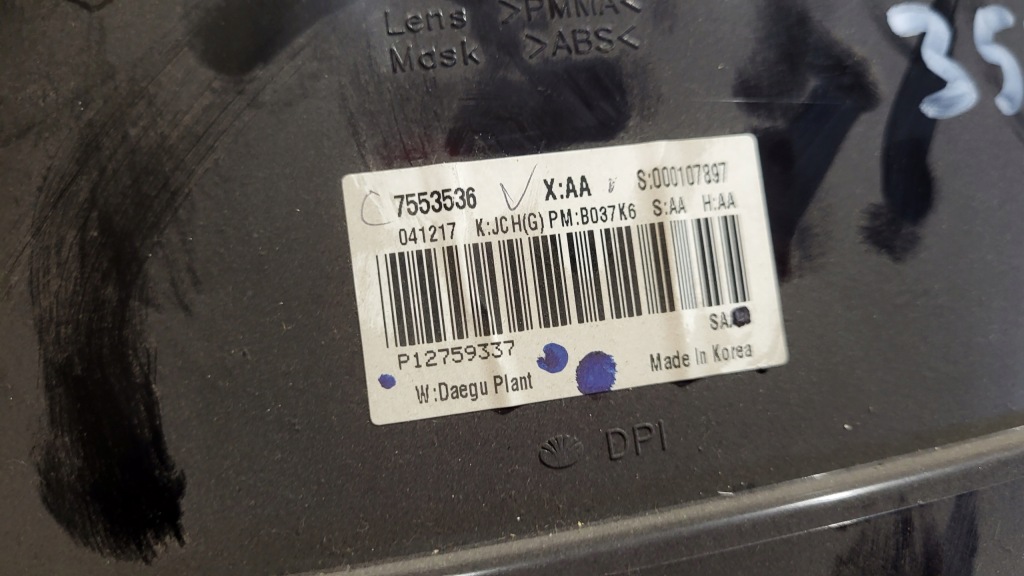 Lens >PMMA<
Mask >ABS<
35
7553536 X:AA S:000107897
041217 K:JCH(G) PM:B037K6 S:AA H:AA
P12759337
W:Daegu Plant Made In Korea
DPI